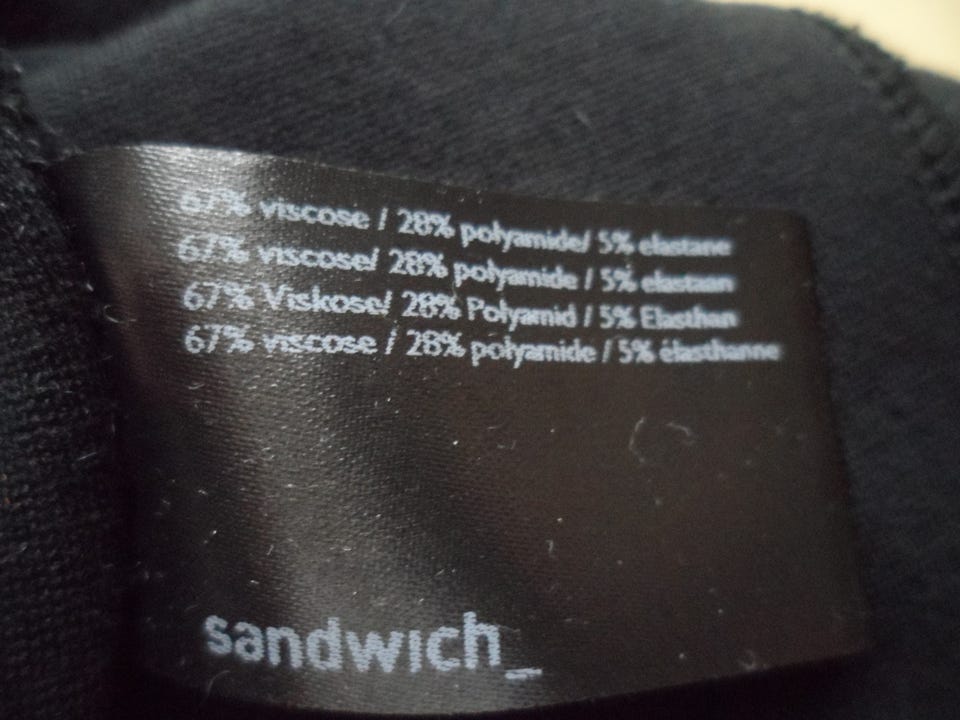 67% viscose / 28% polyamide/ 5% elastane
67% viscose/ 28% polyamide / 5% elastaan
67% Viskose/ 28% Polyamid / 5% Elasthan
67% viscose / 28% polyamide / 5% élasthanne
sandwich_